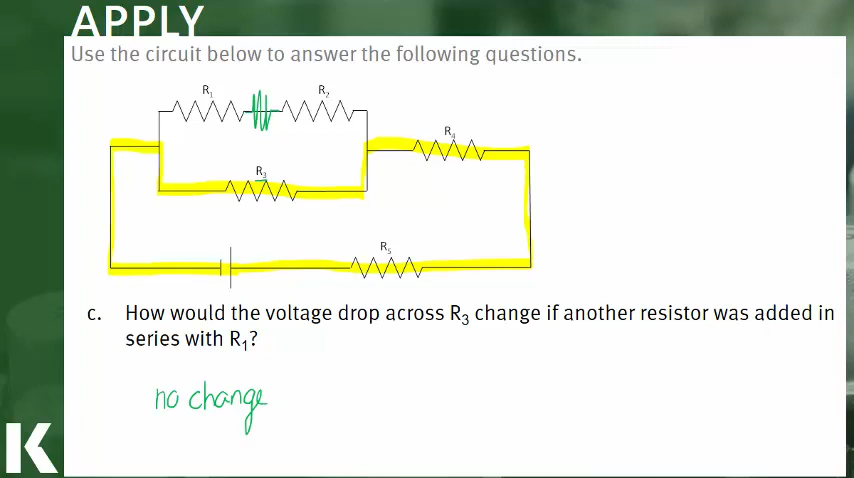 APPLY
Use the circuit below to answer the following questions.
R₁ R₂
R₄
R₃
R₅
c. How would the voltage drop across R₃ change if another resistor was added in
series with R₁?
no change
K